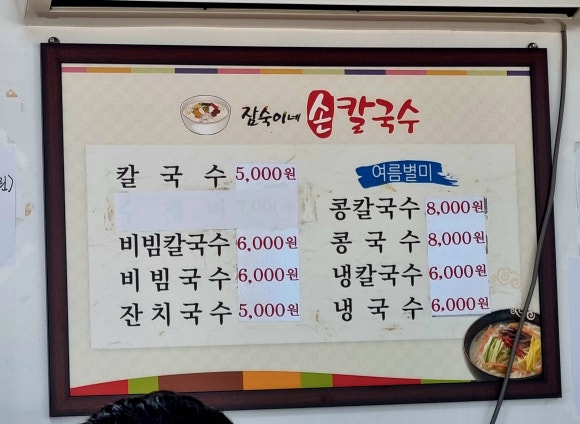 잠숙이네 손칼국수
칼국수 5,000원
비빔칼국수 6,000원
비빔국수 6,000원
잔치국수 5,000원
여름별미
콩칼국수 8,000원
콩국수 8,000원
냉칼국수 6,000원
냉국수 6,000원